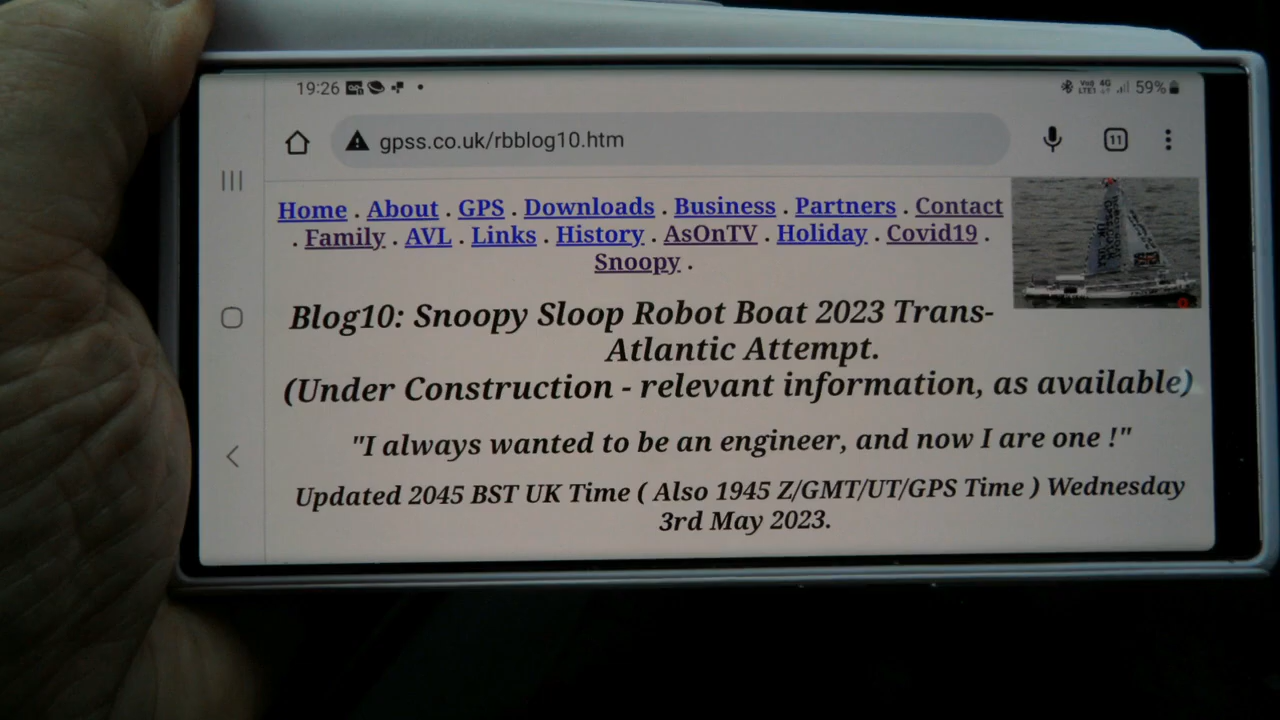 19:26 59%
gpss.co.uk/rbblog10.htm 11
Home . About . GPS . Downloads . Business . Partners . Contact
. Family . AVL . Links . History . AsOnTV . Holiday . Covid19 .
Snoopy .
Blog10: Snoopy Sloop Robot Boat 2023 Trans-
Atlantic Attempt.
(Under Construction - relevant information, as available)
"I always wanted to be an engineer, and now I are one !"
Updated 2045 BST UK Time ( Also 1945 Z/GMT/UT/GPS Time ) Wednesday
3rd May 2023.